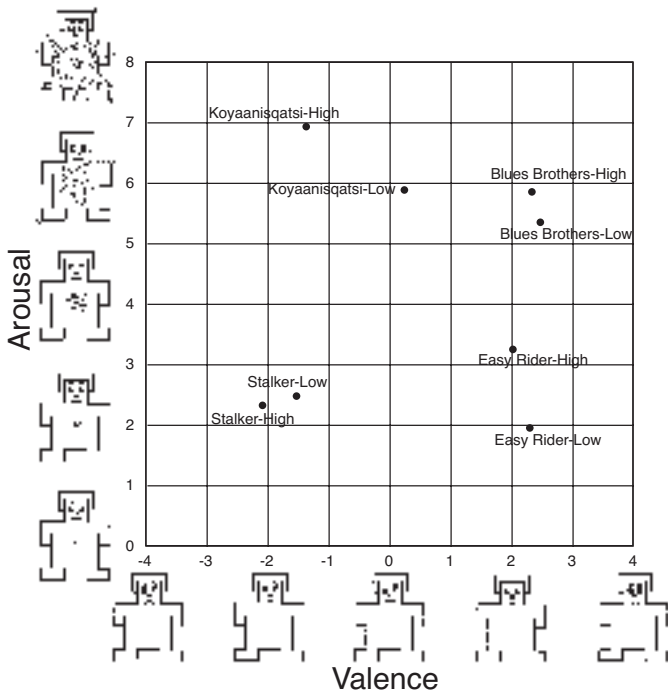 8
Koyaanisqatsi-High
7
Blues Brothers-High
6
Koyaanisqatsi-Low
Blues Brothers-Low
5
Arousal
4
3
Easy Rider-High
Stalker-Low
Stalker-High
2
Easy Rider-Low
1
0
-4 -3 -2 -1 0 1 2 3 4
Valence